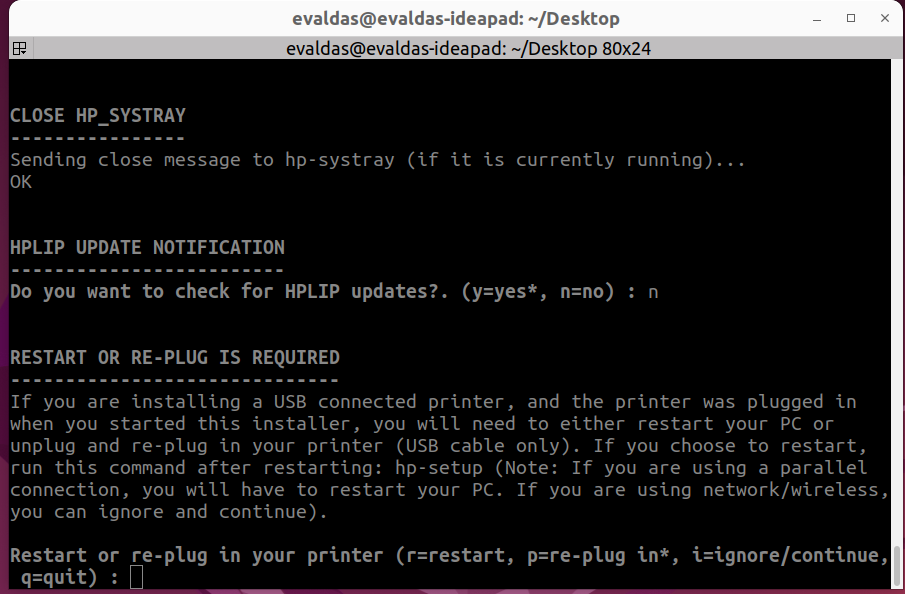 evaldas@evaldas-ideapad: ~/Desktop
evaldas@evaldas-ideapad: ~/Desktop 80x24
CLOSE HP_SYSTRAY
----------------
Sending close message to hp-systray (if it is currently running)...
OK
HPLIP UPDATE NOTIFICATION
-------------------------
Do you want to check for HPLIP updates?. (y=yes*, n=no) : n
RESTART OR RE-PLUG IS REQUIRED
------------------------------
If you are installing a USB connected printer, and the printer was plugged in
when you started this installer, you will need to either restart your PC or
unplug and re-plug in your printer (USB cable only). If you choose to restart,
run this command after restarting: hp-setup (Note: If you are using a parallel
connection, you will have to restart your PC. If you are using network/wireless,
you can ignore and continue).
Restart or re-plug in your printer (r=restart, p=re-plug in*, i=ignore/continue,
q=quit) :